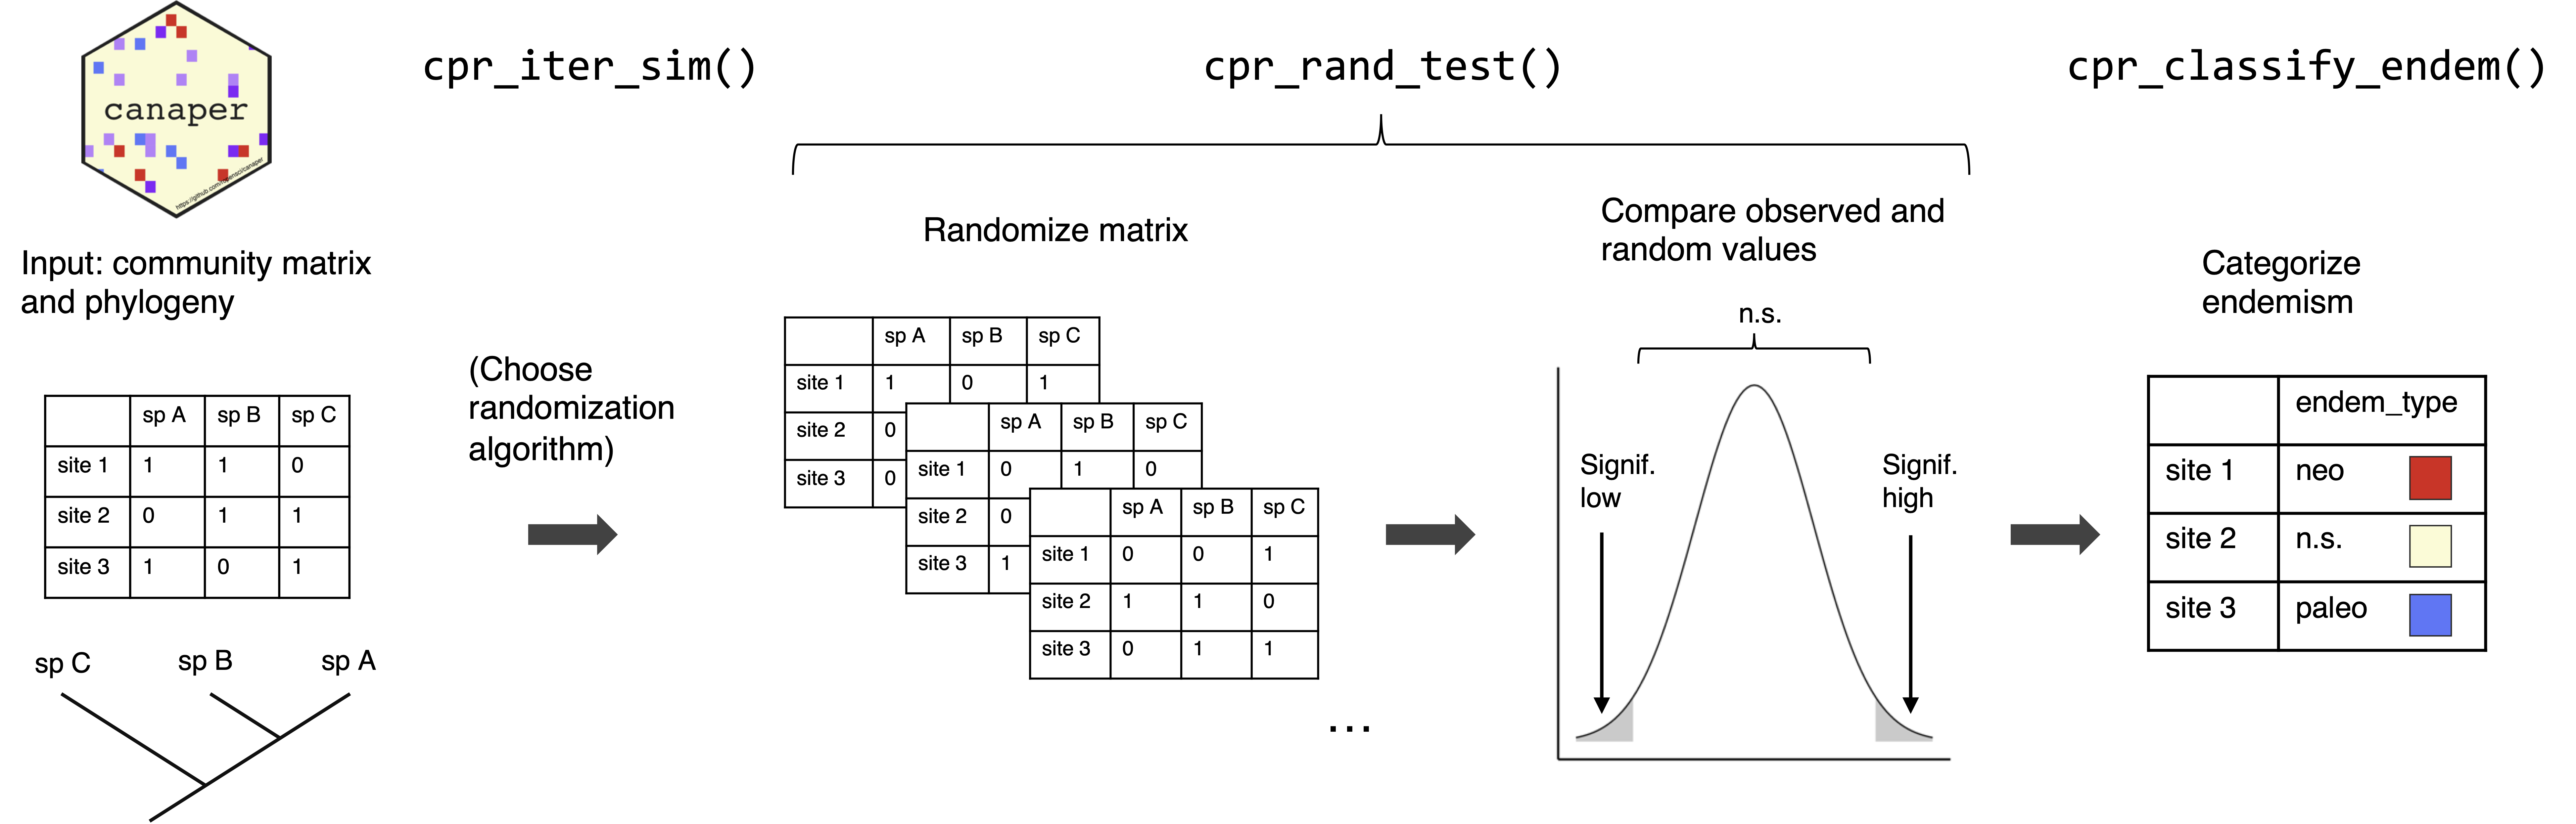 canaper
https://github.com/ropensci/canaper
cpr_iter_sim()
cpr_rand_test()
cpr_classify_endem()
Input: community matrix
and phylogeny
sp A sp B sp C
site 1 1 1 0
site 2 0 1 1
site 3 1 0 1
sp C sp B sp A
(Choose
randomization
algorithm)
Randomize matrix
sp A sp B sp C
site 1 1 0 1
site 2 0
site 3 0
sp A sp B sp C
site 1 0 1 0
site 2 0
site 3 1
sp A sp B sp C
site 1 0 0 1
site 2 1 1 0
site 3 0 1 1
...
Compare observed and
random values
n.s.
Signif.
low
Signif.
high
Categorize
endemism
endem_type
site 1 neo
site 2 n.s.
site 3 paleo